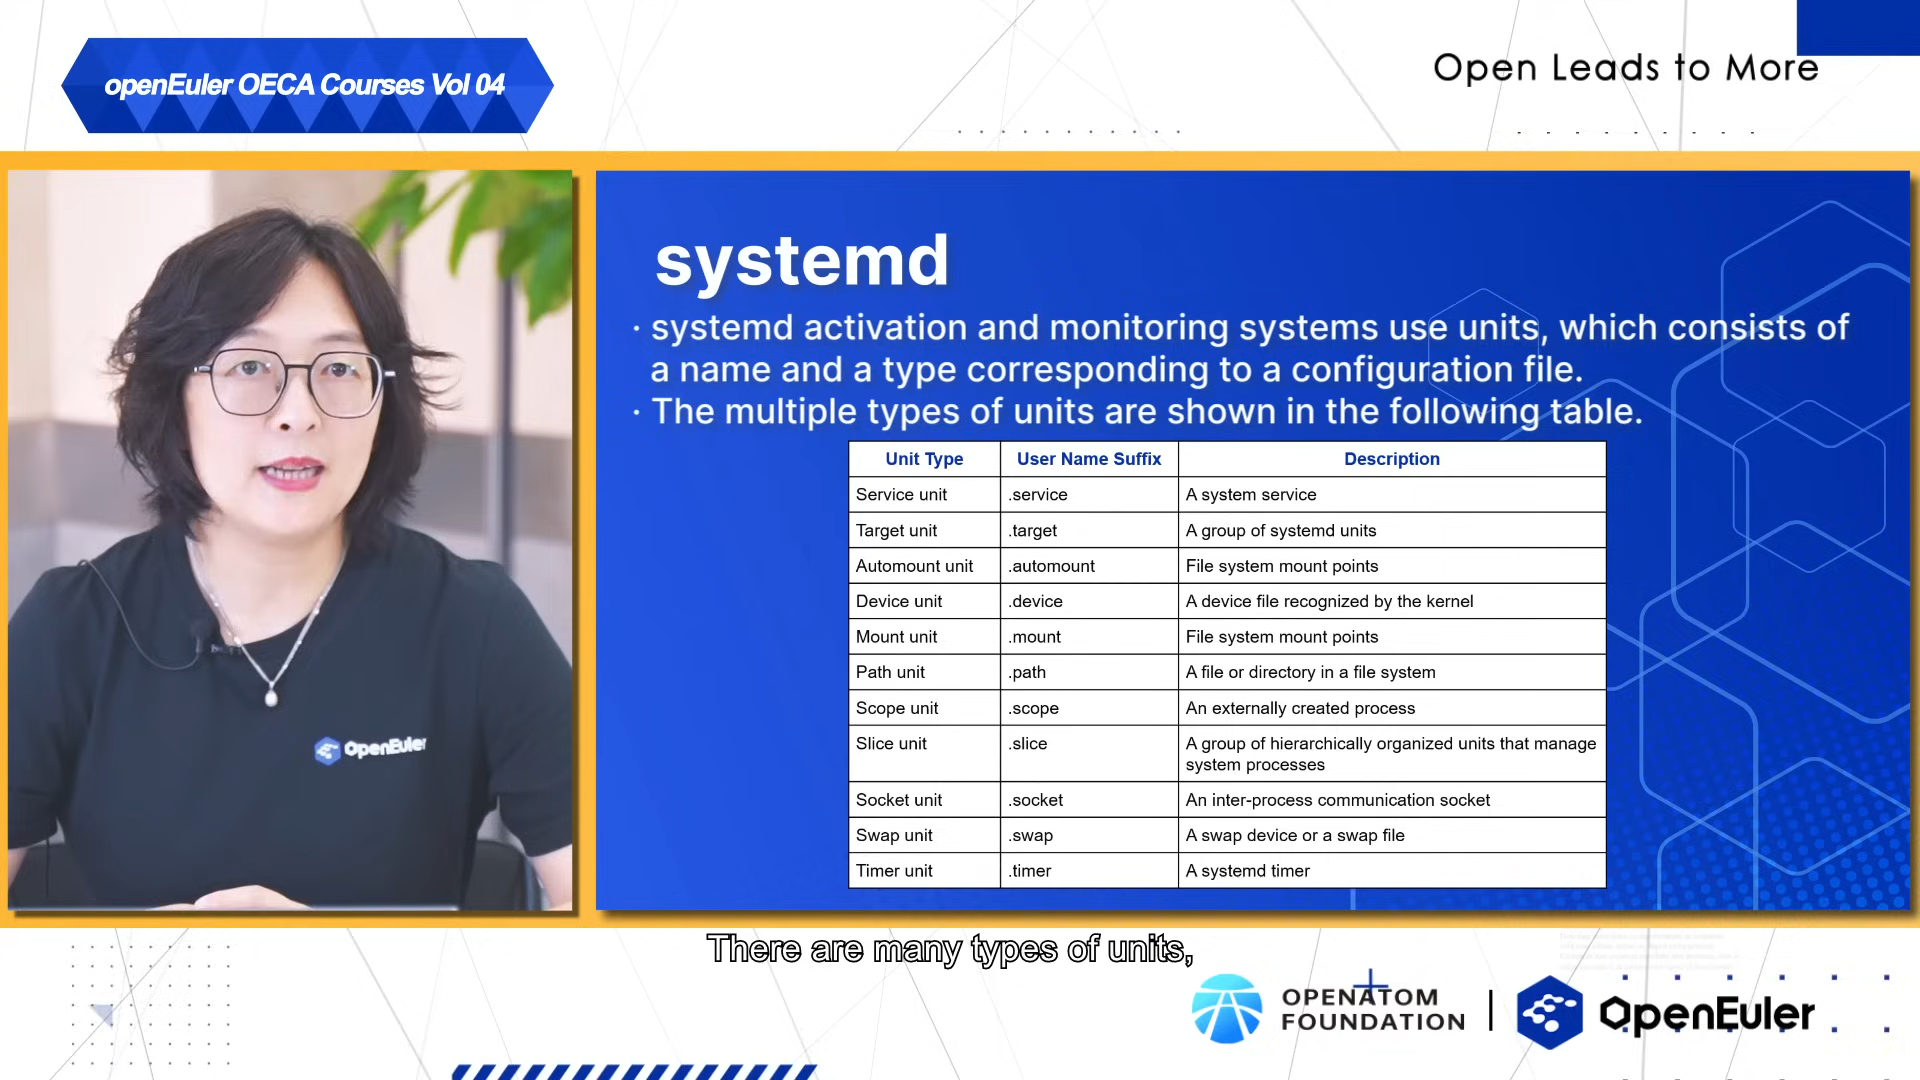 openEuler OECA Courses Vol 04
Open Leads to More
systemd
· systemd activation and monitoring systems use units, which consists of
a name and a type corresponding to a configuration file.
· The multiple types of units are shown in the following table.
Unit Type User Name Suffix Description
Service unit .service A system service
Target unit .target A group of systemd units
Automount unit .automount File system mount points
Device unit .device A device file recognized by the kernel
Mount unit .mount File system mount points
Path unit .path A file or directory in a file system
Scope unit .scope An externally created process
Slice unit .slice A group of hierarchically organized units that manage
system processes
Socket unit .socket An inter-process communication socket
Swap unit .swap A swap device or a swap file
Timer unit .timer A systemd timer
OpenEuler
There are many types of units,
OPENATOM
FOUNDATION
OpenEuler